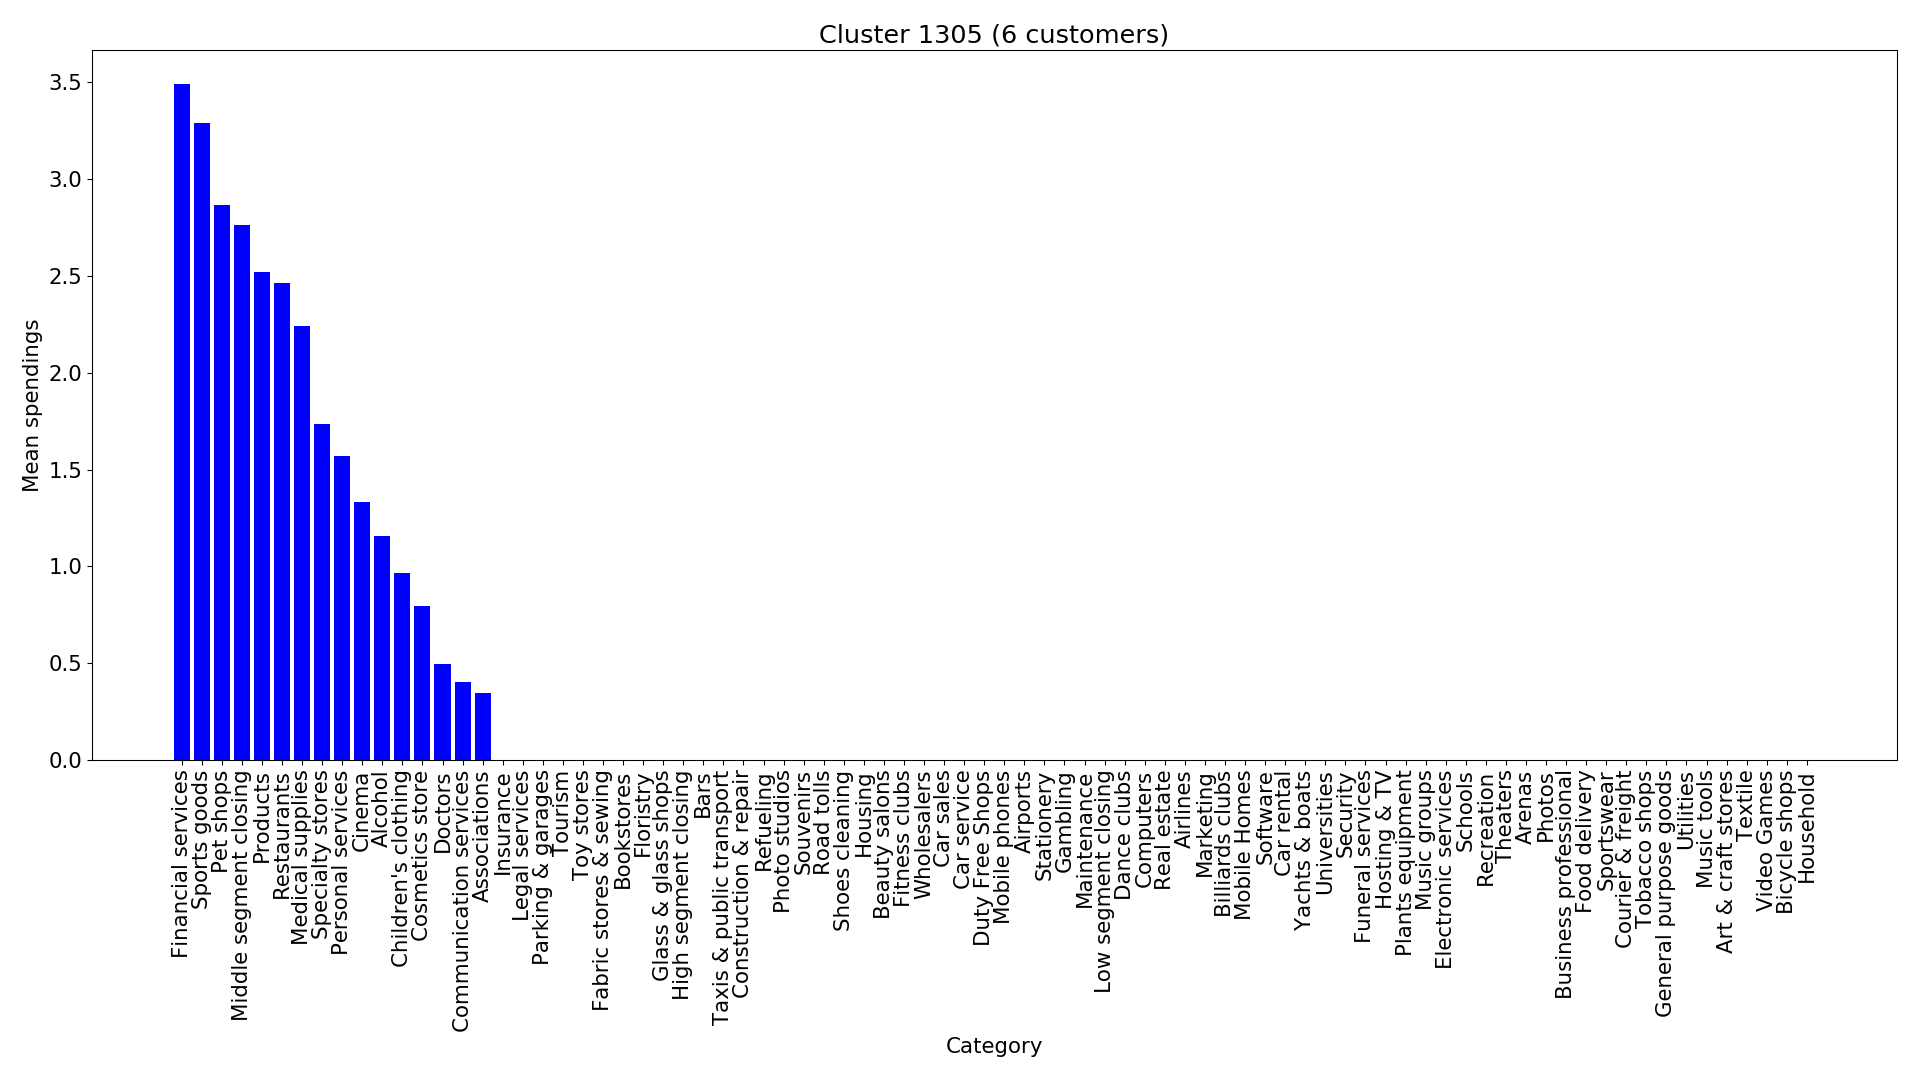 Cluster 1305 (6 customers)
Mean spendings
3.5
3.0
2.5
2.0
1.5
1.0
0.5
0.0
Financial services
Sports goods
Pet shops
Middle segment closing
Products
Restaurants
Medical supplies
Specialty stores
Personal services
Cinema
Alcohol
Children's clothing
Cosmetics store
Doctors
Communication services
Associations
Insurance
Legal services
Parking & garages
Tourism
Toy stores
Fabric stores & sewing
Bookstores
Floristry
Glass & glass shops
High segment closing
Bars
Taxis & public transport
Construction & repair
Refueling
Photo studios
Souvenirs
Road tolls
Shoes cleaning
Housing
Beauty salons
Fitness clubs
Wholesalers
Car sales
Car service
Duty Free Shops
Mobile phones
Airports
Stationery
Gambling
Maintenance
Low segment closing
Dance clubs
Computers
Real estate
Airlines
Marketing
Billiards clubs
Mobile Homes
Software
Car rental
Yachts & boats
Universities
Security
Funeral services
Hosting & TV
Plants equipment
Music groups
Electronic services
Schools
Recreation
Theaters
Arenas
Photos
Business professional
Food delivery
Sportswear
Courier & freight
Tobacco shops
General purpose goods
Utilities
Music tools
Art & craft stores
Textile
Video Games
Bicycle shops
Household
Category